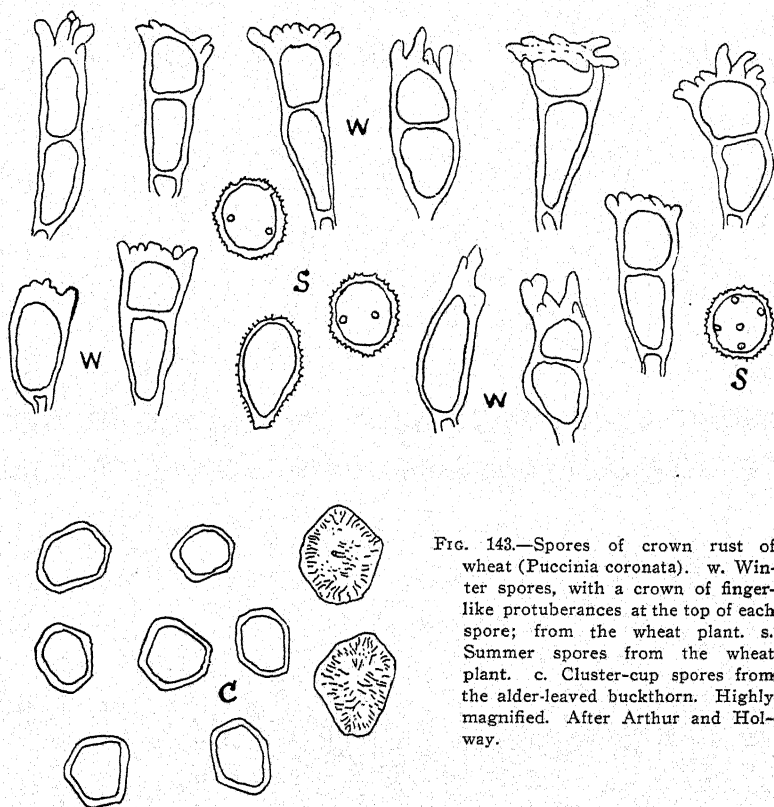 W
S
W
W
S
C
FIG. 143.—Spores of crown rust of
wheat (Puccinia coronata). w. Win-
ter spores, with a crown of finger-
like protuberances at the top of each
spore; from the wheat plant. s.
Summer spores from the wheat
plant. c. Cluster-cup spores from
the alder-leaved buckthorn. Highly
magnified. After Arthur and Hol-
way.